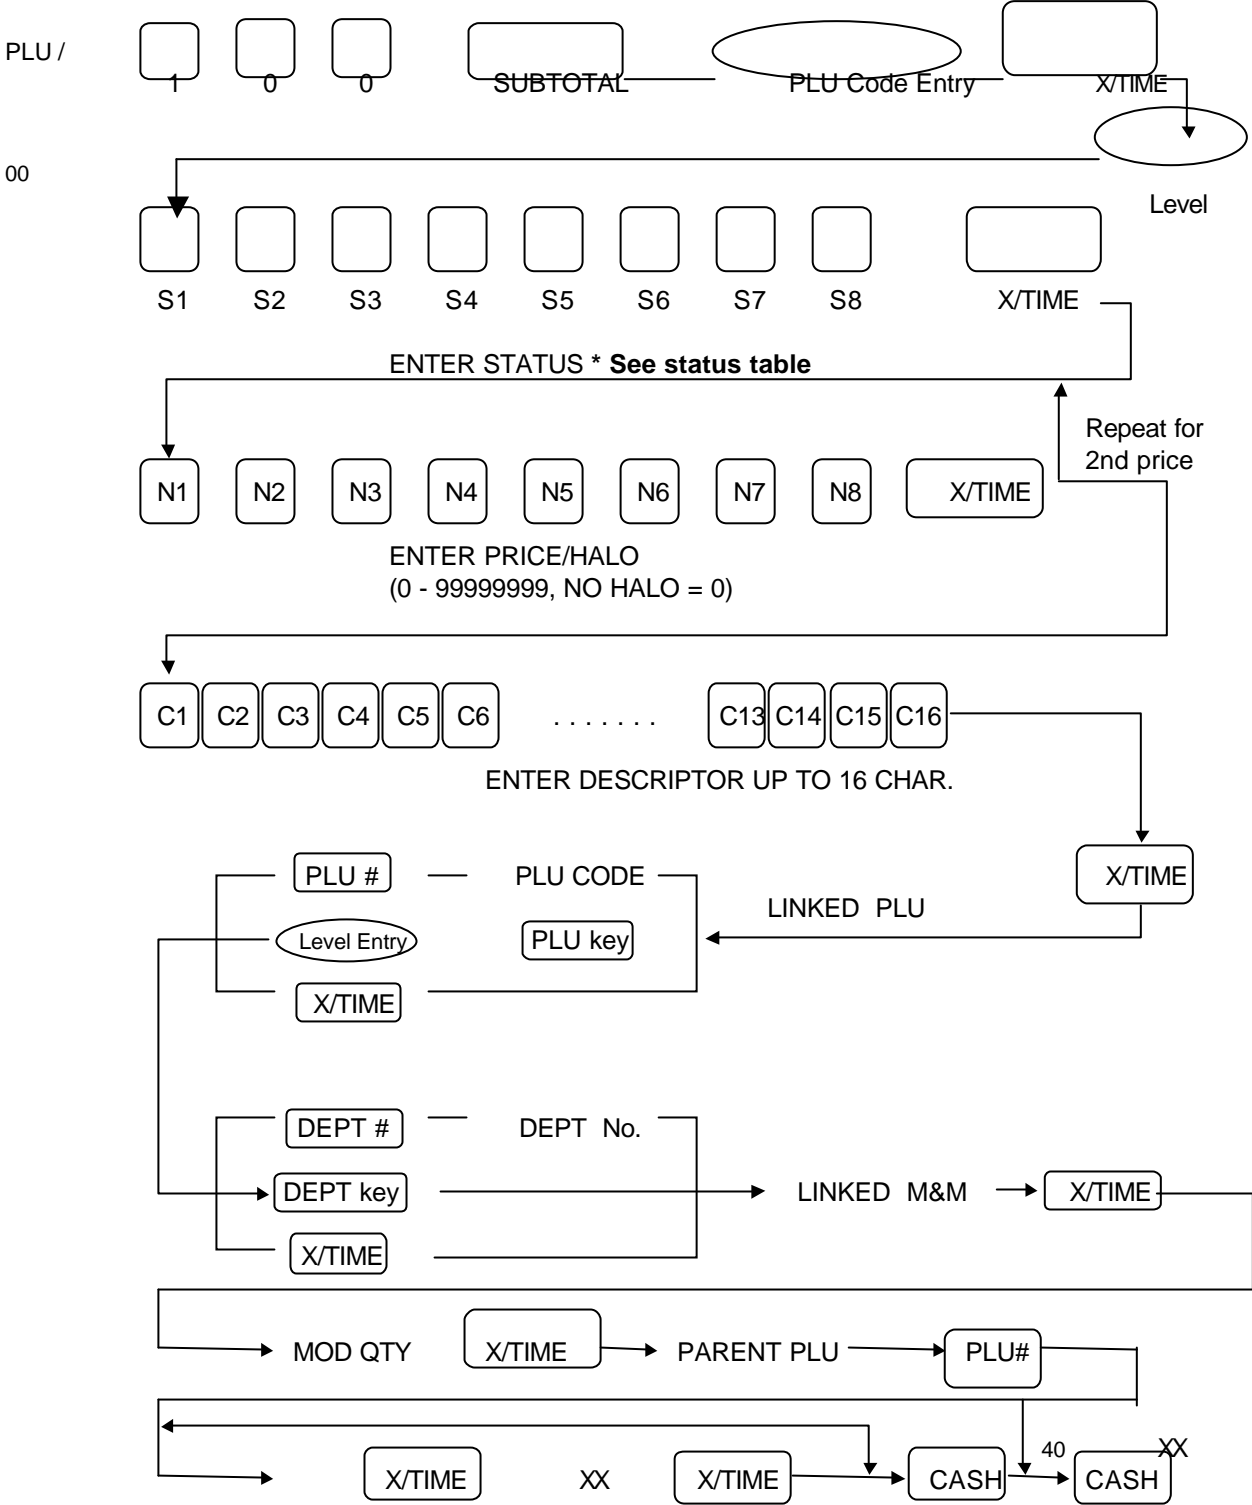 PLU /
1 0 0 SUBTOTAL PLU Code Entry X/TIME
00
Level
S1 S2 S3 S4 S5 S6 S7 S8 X/TIME
ENTER STATUS * See status table
Repeat for
2nd price
N1 N2 N3 N4 N5 N6 N7 N8 X/TIME
ENTER PRICE/HALO
(0 - 99999999, NO HALO = 0)
C1 C2 C3 C4 C5 C6 . . . . . . . C13 C14 C15 C16
ENTER DESCRIPTOR UP TO 16 CHAR.
PLU # PLU CODE X/TIME
LINKED PLU
Level Entry PLU key
X/TIME
DEPT # DEPT No.
DEPT key LINKED M&M X/TIME
X/TIME
MOD QTY X/TIME PARENT PLU PLU#
40 XX
X/TIME XX X/TIME CASH CASH